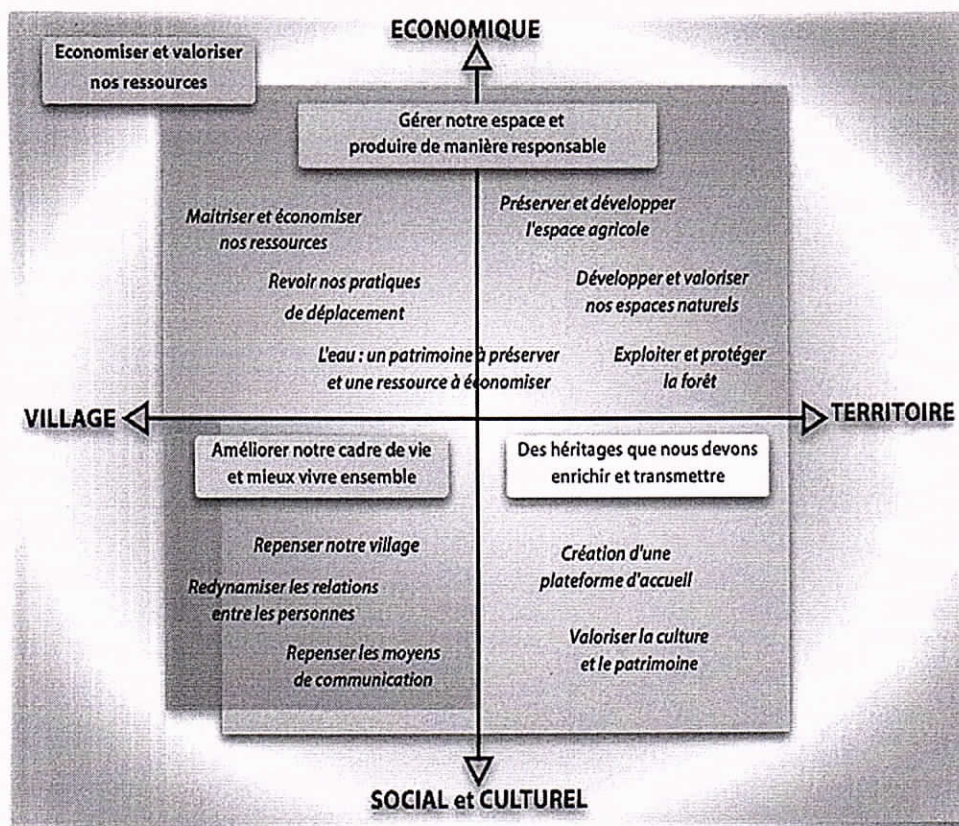 ECONOMIQUE
Economiser et valoriser
nos ressources
Gérer notre espace et
produire de manière responsable
Maitriser et économiser
nos ressources
Préserver et développer
l'espace agricole
Revoir nos pratiques
de déplacement
Développer et valoriser
nos espaces naturels
L'eau : un patrimoine à préserver
et une ressource à économiser
Exploiter et protéger
la forêt
VILLAGE
TERRITOIRE
Améliorer notre cadre de vie
et mieux vivre ensemble
Des héritages que nous devons
enrichir et transmettre
Repenser notre village
Redynamiser les relations
entre les personnes
Repenser les moyens
de communication
Création d'une
plateforme d'accueil
Valoriser la culture
et le patrimoine
SOCIAL et CULTUREL